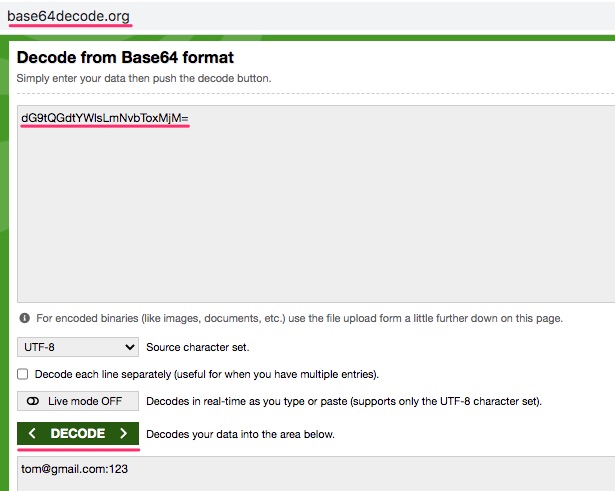 base64decode.org
Decode from Base64 format
Simply enter your data then push the decode button.
dG9tQGdtYWlsLmNvbToxMjM=
For encoded binaries (like images, documents, etc.) use the file upload form a little further down on this page.
UTF-8 Source character set.
Decode each line separately (useful for when you have multiple entries).
Live mode OFF Decodes in real-time as you type or paste (supports only the UTF-8 character set).
< DECODE > Decodes your data into the area below.
tom@gmail.com:123